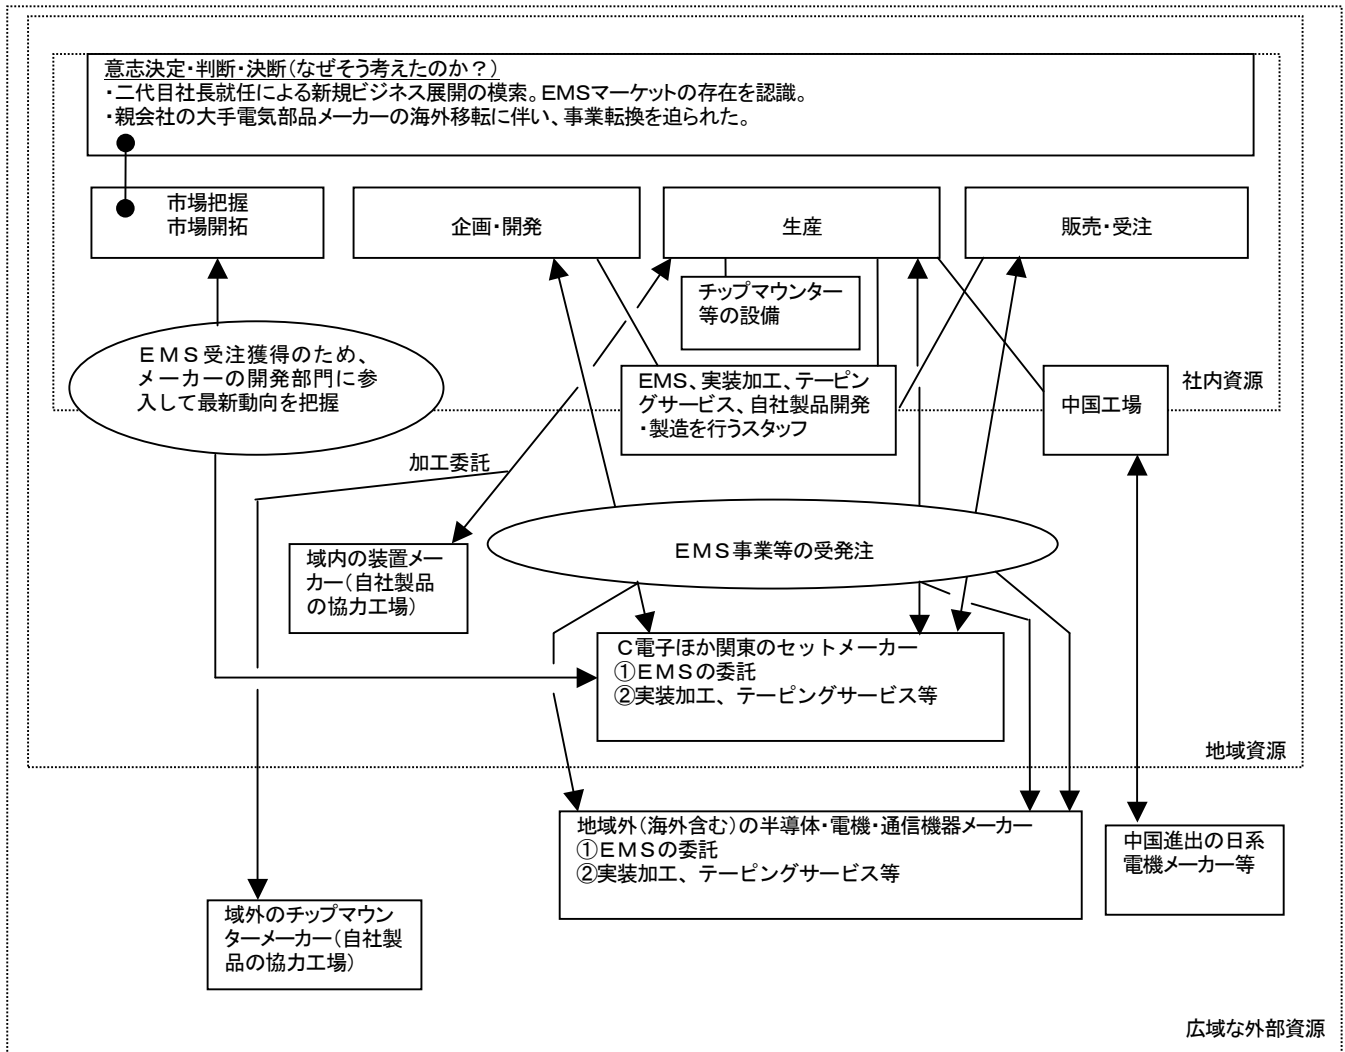 意志決定・判断・決断(なぜそう考えたのか？)
・二代目社長就任による新規ビジネス展開の模索。EMSマーケットの存在を認識。
・親会社の大手電気部品メーカーの海外移転に伴い、事業転換を迫られた。
市場把握
市場開拓
企画・開発
生産
販売・受注
チップマウンター
等の設備
ＥＭＳ受注獲得のため、
メーカーの開発部門に参
入して最新動向を把握
EMS、実装加工、テーピン
グサービス、自社製品開発
・製造を行うスタッフ
中国工場
社内資源
加工委託
ＥＭＳ事業等の受発注
域内の装置メー
カー(自社製品
の協力工場)
Ｃ電子ほか関東のセットメーカー
①ＥＭＳの委託
②実装加工、テーピングサービス等
地域資源
地域外(海外含む)の半導体・電機・通信機器メーカー
①ＥＭＳの委託
②実装加工、テーピングサービス等
中国進出の日系
電機メーカー等
域外のチップマウン
ターメーカー(自社製
品の協力工場)
広域な外部資源